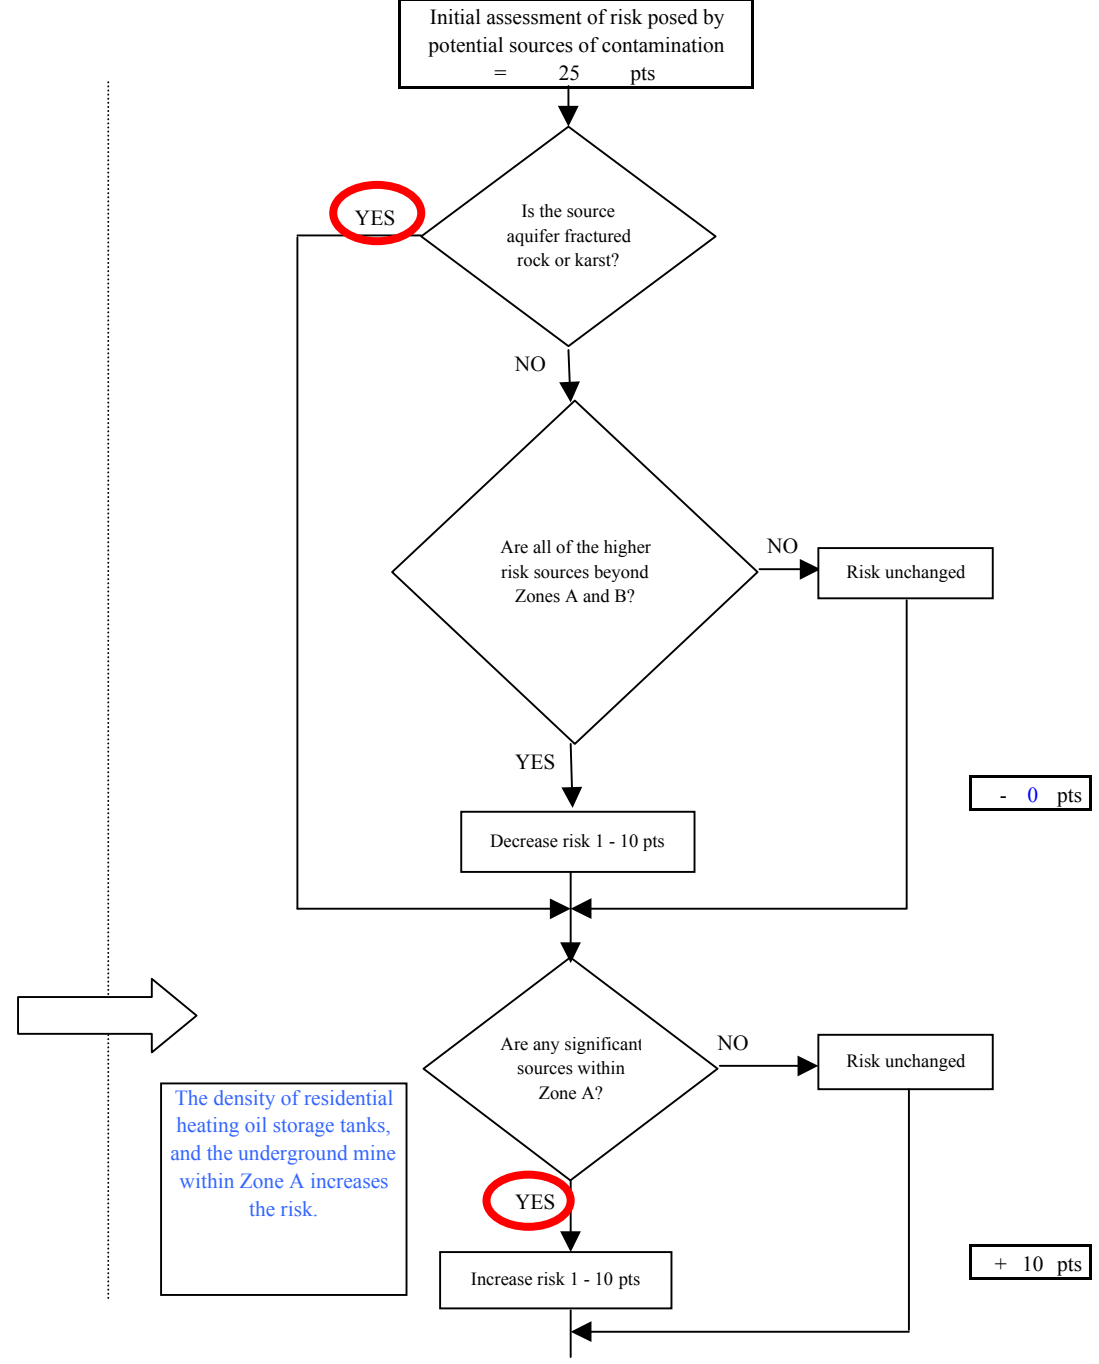 Initial assessment of risk posed by
potential sources of contamination
= 25 pts
YES
Is the source
aquifer fractured
rock or karst?
NO
Are all of the higher
risk sources beyond
Zones A and B?
NO
Risk unchanged
YES
- 0 pts
Decrease risk 1 - 10 pts
Are any significant
sources within
Zone A?
NO
Risk unchanged
The density of residential
heating oil storage tanks,
and the underground mine
within Zone A increases
the risk.
YES
+ 10 pts
Increase risk 1 - 10 pts